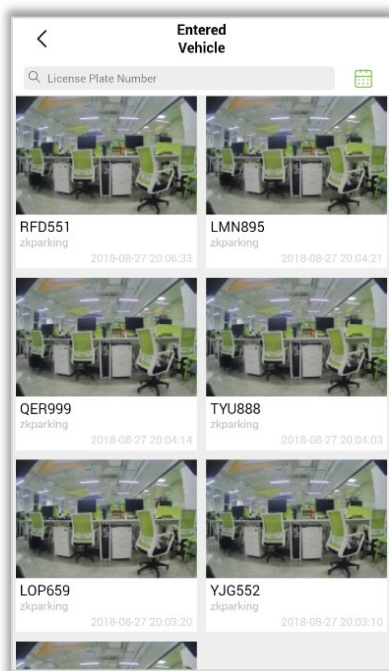 Entered
Vehicle
License Plate Number
RFD551
zkparking
2018-08-27 20:06:33
LMN895
zkparking
2018-08-27 20:04:21
QER999
zkparking
2018-08-27 20:04:14
TYU888
zkparking
2018-08-27 20:04:03
LOP659
zkparking
2018-08-27 20:03:20
YJG552
zkparking
2018-08-27 20:03:10